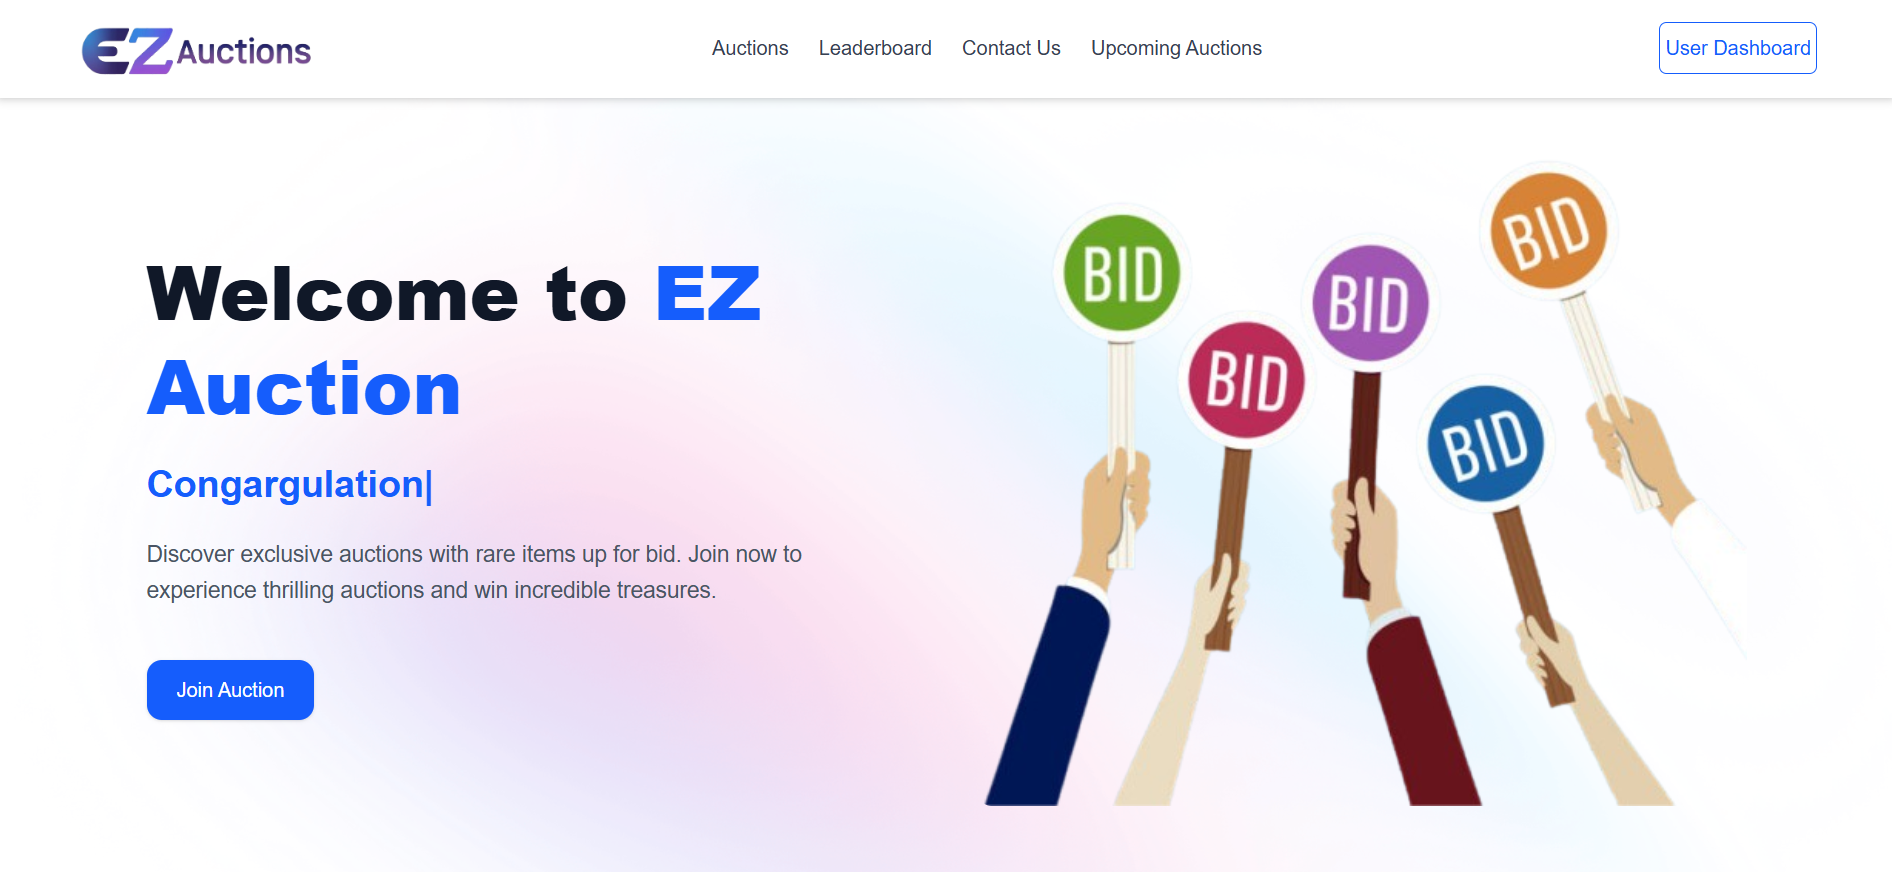 EZ Auctions
Auctions Leaderboard Contact Us Upcoming Auctions
User Dashboard
Welcome to EZ
Auction
Congargulation|
Discover exclusive auctions with rare items up for bid. Join now to
experience thrilling auctions and win incredible treasures.
Join Auction
BID
BID
BID
BID
BID